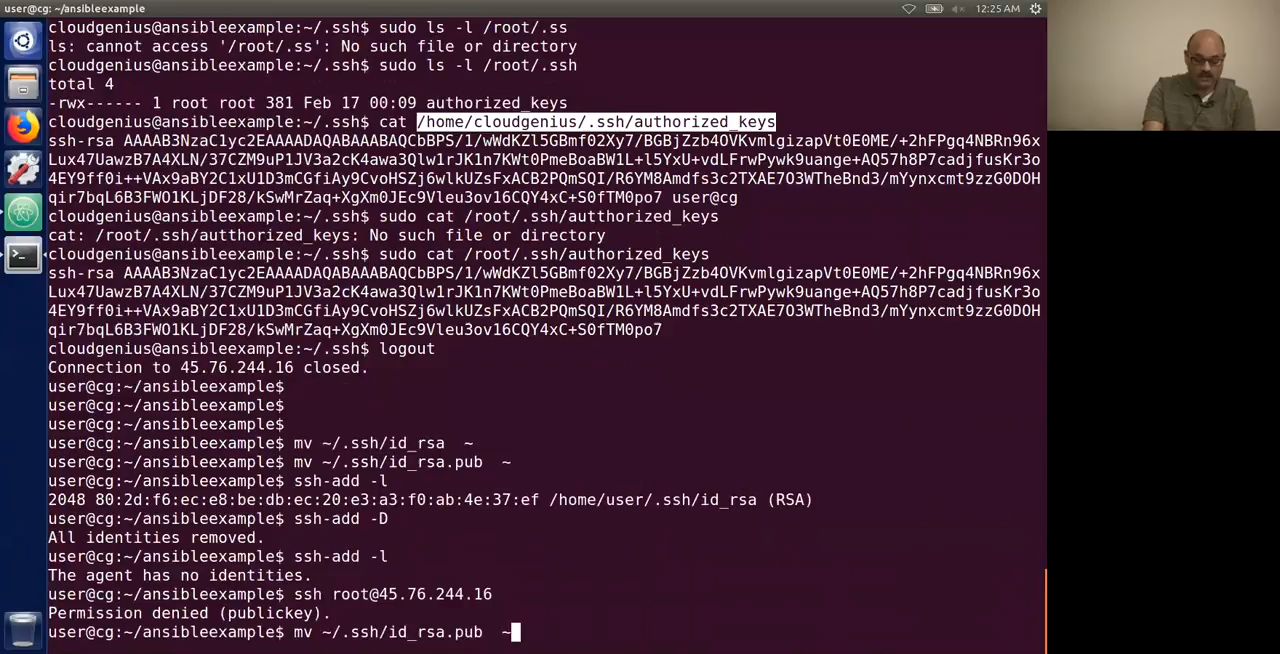 user@cg: ~/ansibleexample
12:25 AM
cloudgenius@ansibleexample:~/.ssh$ sudo ls -l /root/.ss
ls: cannot access '/root/.ss': No such file or directory
cloudgenius@ansibleexample:~/.ssh$ sudo ls -l /root/.ssh
total 4
-rwx------ 1 root root 381 Feb 17 00:09 authorized_keys
cloudgenius@ansibleexample:~/.ssh$ cat /home/cloudgenius/.ssh/authorized_keys
ssh-rsa AAAAB3NzaC1yc2EAAAADAQABAAABAQCbBPS/1/wWdKZl5GBmf02Xy7/BGBjZzb4OVKvmlgizapVt0E0ME/+2hFPgq4NBRn96x
Lux47UawzB7A4XLN/37CZM9uP1JV3a2cK4awa3Qlw1rJK1n7KWt0PmeBoaBW1L+l5YxU+vdLFrwPywk9uange+AQ57h8P7cadjfusKr3o
4EY9ff0i++VAx9aBY2C1xU1D3mCGfiAy9CvoHSZj6wlkUZsFxACB2PQmSQI/R6YM8Amdfs3c2TXAE7O3WTheBnd3/mYynxcmt9zzG0DOH
qir7bqL6B3FWO1KLjDF28/kSwMrZaq+XgXm0JEc9Vleu3ov16CQY4xC+S0fTM0po7 user@cg
cloudgenius@ansibleexample:~/.ssh$ sudo cat /root/.ssh/autthorized_keys
cat: /root/.ssh/autthorized_keys: No such file or directory
cloudgenius@ansibleexample:~/.ssh$ sudo cat /root/.ssh/authorized_keys
ssh-rsa AAAAB3NzaC1yc2EAAAADAQABAAABAQCbBPS/1/wWdKZl5GBmf02Xy7/BGBjZzb4OVKvmlgizapVt0E0ME/+2hFPgq4NBRn96x
Lux47UawzB7A4XLN/37CZM9uP1JV3a2cK4awa3Qlw1rJK1n7KWt0PmeBoaBW1L+l5YxU+vdLFrwPywk9uange+AQ57h8P7cadjfusKr3o
4EY9ff0i++VAx9aBY2C1xU1D3mCGfiAy9CvoHSZj6wlkUZsFxACB2PQmSQI/R6YM8Amdfs3c2TXAE7O3WTheBnd3/mYynxcmt9zzG0DOH
qir7bqL6B3FWO1KLjDF28/kSwMrZaq+XgXm0JEc9Vleu3ov16CQY4xC+S0fTM0po7
cloudgenius@ansibleexample:~/.ssh$ logout
Connection to 45.76.244.16 closed.
user@cg:~/ansibleexample$
user@cg:~/ansibleexample$
user@cg:~/ansibleexample$
user@cg:~/ansibleexample$ mv ~/.ssh/id_rsa  ~
user@cg:~/ansibleexample$ mv ~/.ssh/id_rsa.pub  ~
user@cg:~/ansibleexample$ ssh-add -l
2048 80:2d:f6:ec:e8:be:db:ec:20:e3:a3:f0:ab:4e:37:ef /home/user/.ssh/id_rsa (RSA)
user@cg:~/ansibleexample$ ssh-add -D
All identities removed.
user@cg:~/ansibleexample$ ssh-add -l
The agent has no identities.
user@cg:~/ansibleexample$ ssh root@45.76.244.16
Permission denied (publickey).
user@cg:~/ansibleexample$ mv ~/.ssh/id_rsa.pub  ~